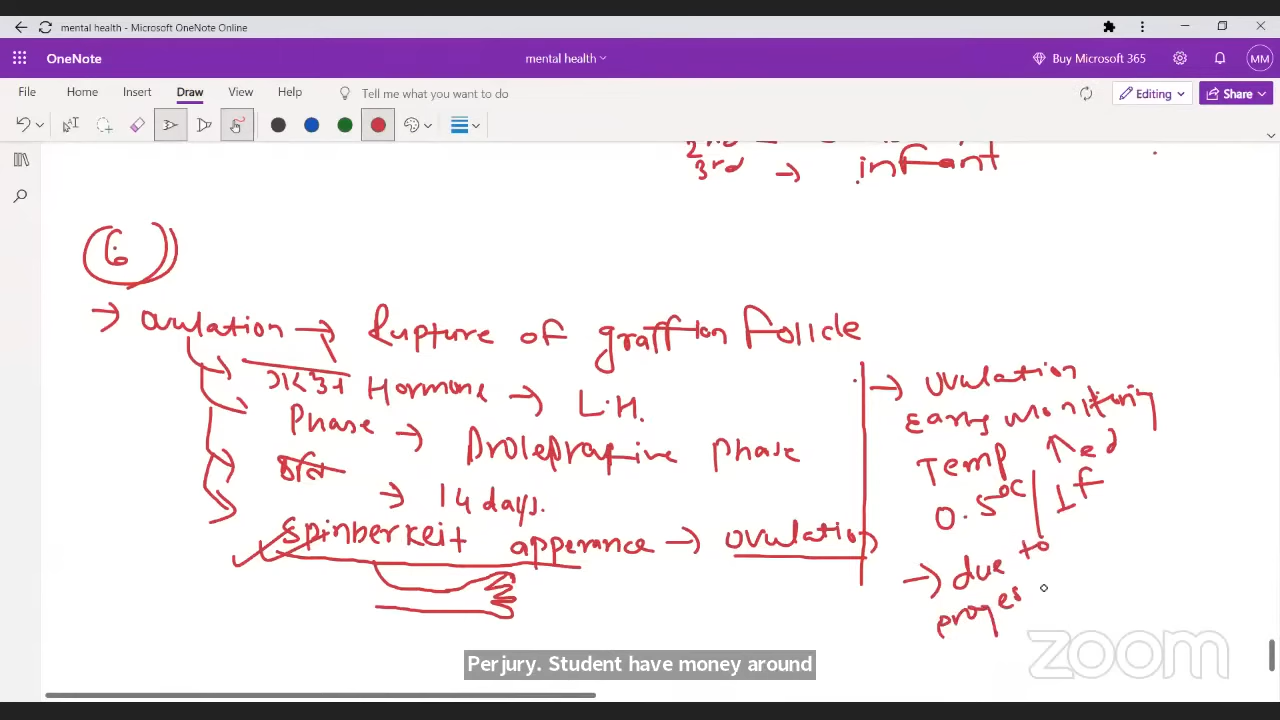 mental health - Microsoft OneNote Online
OneNote
mental health
Buy Microsoft 365
MM
File Home Insert Draw View Help Tell me what you want to do
Editing
Share
2nd →
3rd → infant
6
→ ovulation → Rupture of graffian follicle
Hormone → L.H.
Phase → phase
→ 14 days.
Spinberkeit apperance → ovulation
→ ovulation
Early monitring
Temp ↑ed
0.5°C / 1 F
→ due to
proges
zoom
Perjury. Student have money around